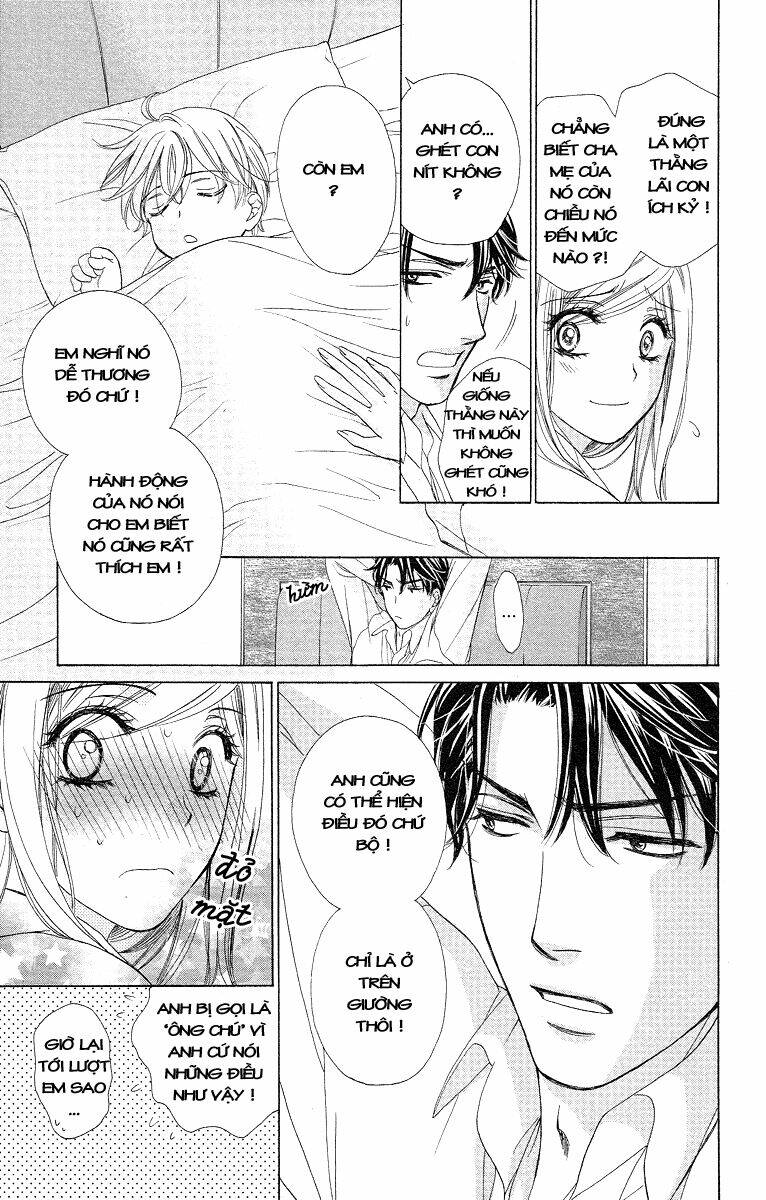 ĐÚNG
LÀ MỘT
THẰNG
LÃI CON
ÍCH KỶ !
CHẲNG
BIẾT CHA
MẸ CỦA
NÓ CÒN
CHIỀU NÓ
ĐẾN MỨC
NÀO ?!
ANH CÓ...
GHÉT CON
NÍT KHÔNG
?
NẾU
GIỐNG
THẰNG NÀY
THÌ MUỐN
KHÔNG
GHÉT CŨNG
KHÓ !
CÒN EM
?
EM NGHĨ NÓ
DỄ THƯƠNG
ĐÓ CHỨ !
HÀNH ĐỘNG
CỦA NÓ NÓI
CHO EM BIẾT
NÓ CŨNG RẤT
THÍCH EM !
...
hừm
ANH CŨNG
CÓ THỂ HIỆN
ĐIỀU ĐÓ CHỨ
BỘ !
CHỈ LÀ Ở
TRÊN
GIƯỜNG
THÔI !
đỏ
mặt
ANH BỊ GỌI LÀ
"ÔNG CHÚ" VÌ
ANH CỨ NÓI
NHỮNG ĐIỀU
NHƯ VẬY !
GIỜ LẠI
TỚI LƯỢT
EM SAO
...